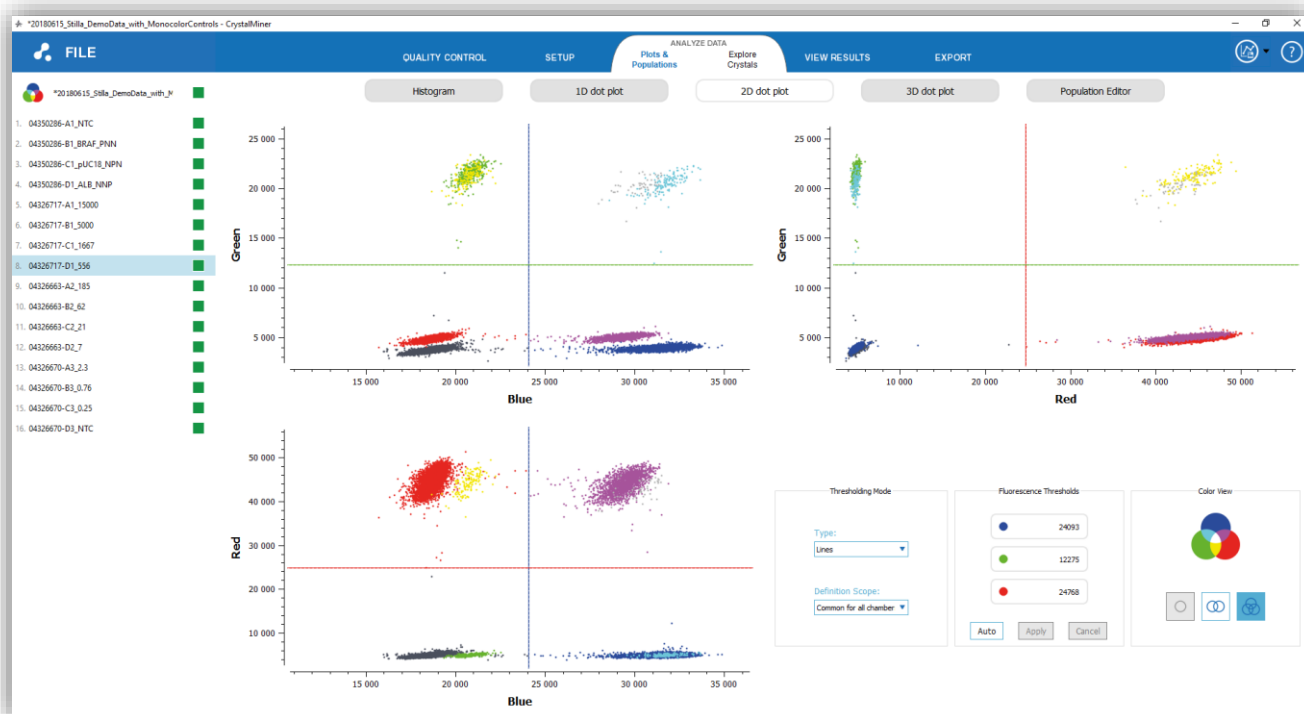 *20180615_Stilla_DemoData_with_MonocolorControls - CrystalMiner
FILE
QUALITY CONTROL
SETUP
ANALYZE DATA
Plots & Populations
Explore Crystals
VIEW RESULTS
EXPORT
?
*20180615_Stilla_DemoData_with_M
Histogram
1D dot plot
2D dot plot
3D dot plot
Population Editor
1. 04350286-A1_NTC
2. 04350286-B1_BRAF_PNN
3. 04350286-C1_pUC18_NPN
4. 04350286-D1_ALB_NNP
5. 04326717-A1_15000
6. 04326717-B1_5000
7. 04326717-C1_1667
8. 04326717-D1_556
9. 04326663-A2_185
10. 04326663-B2_62
11. 04326663-C2_21
12. 04326663-D2_7
13. 04326670-A3_2.3
14. 04326670-B3_0.76
15. 04326670-C3_0.25
16. 04326670-D3_NTC
25 000
20 000
15 000
10 000
5 000
Green
15 000 20 000 25 000 30 000 35 000
Blue
25 000
20 000
15 000
10 000
5 000
Green
10 000 20 000 30 000 40 000 50 000
Red
50 000
40 000
30 000
20 000
10 000
Red
15 000 20 000 25 000 30 000 35 000
Blue
Thresholding Mode
Type:
Lines
Definition Scope:
Common for all chamber
Fluorescence Thresholds
24093
12275
24768
Auto
Apply
Cancel
Color View